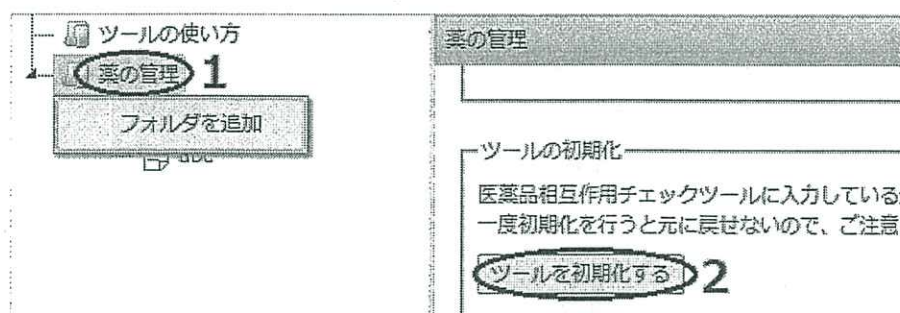 ツールの使い方
薬の管理 1
フォルダを追加
abc
薬の管理
ツールの初期化
医薬品相互作用チェックツールに入力している
一度初期化を行うと元に戻せないので、ご注意
ツールを初期化する 2